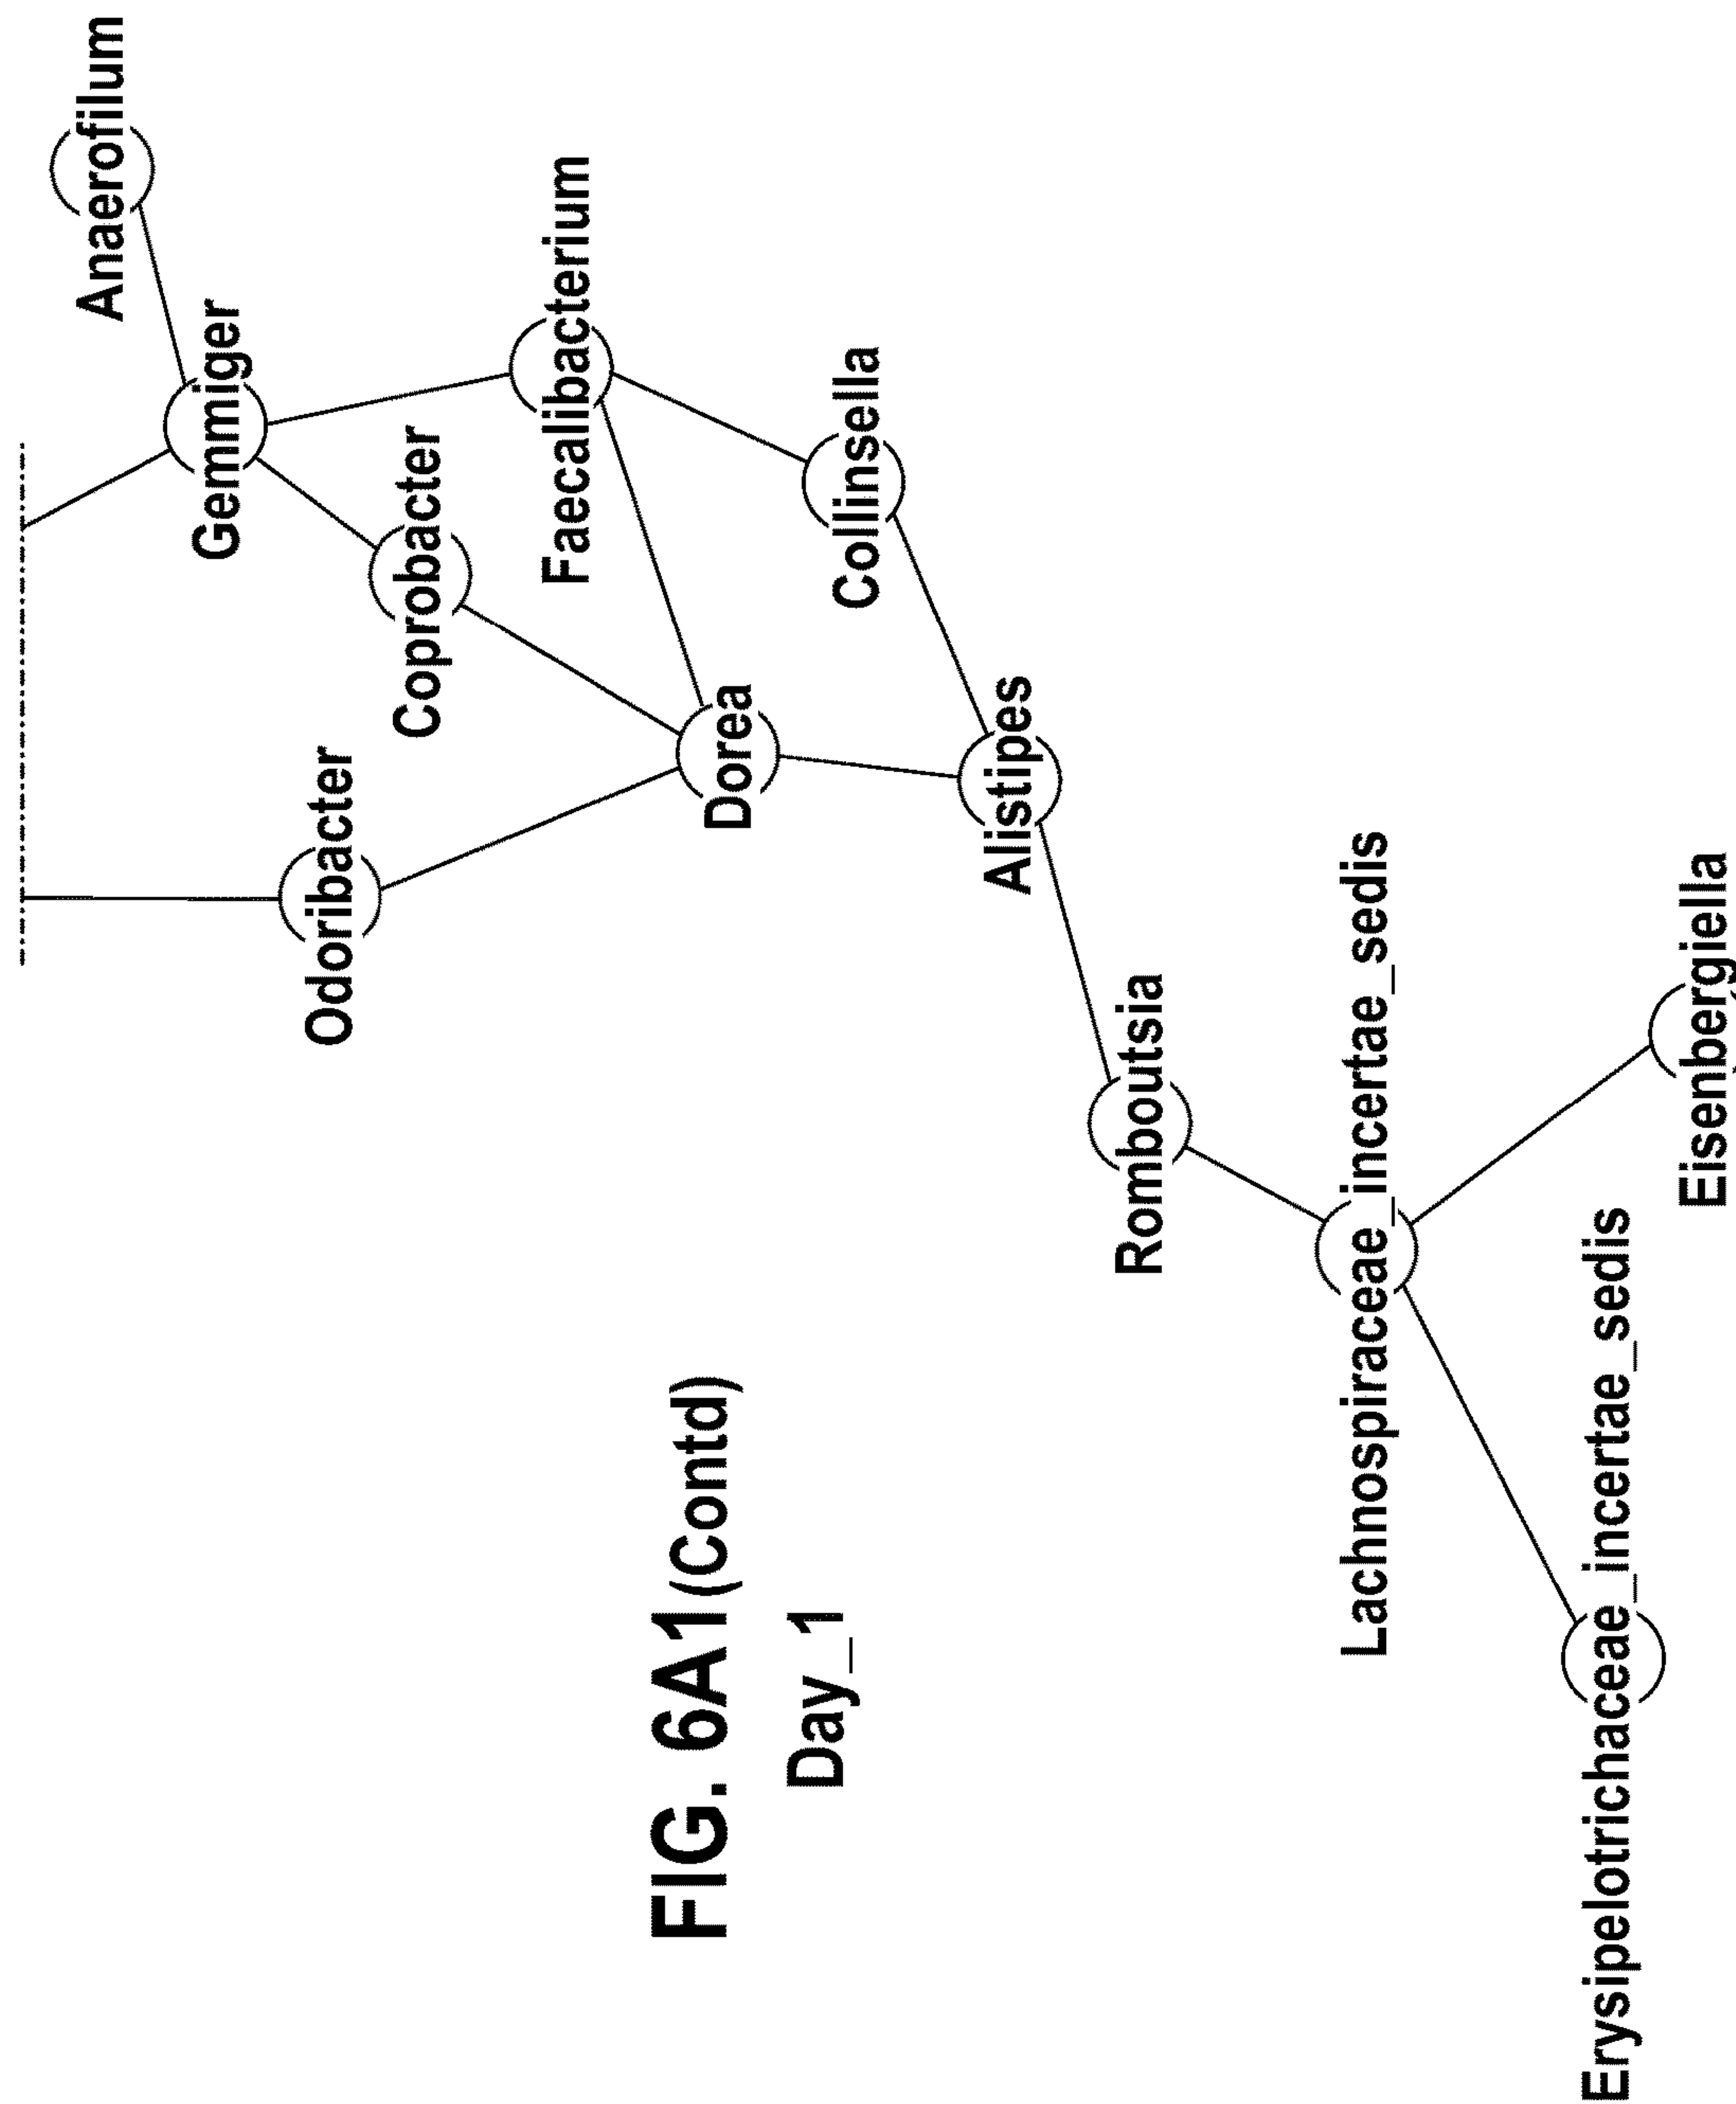 Anaerofilum
Gemmiger
Coprobacter
Faecalibacterium
Odoribacter
Collinsella
Dorea
Alistipes
Romboutsia
Lachnospiraceae_incertae_sedis
Eisenbergiella
Erysipelotrichaceae_incertae_sedis
FIG. 6A1(Contd)
Day_1